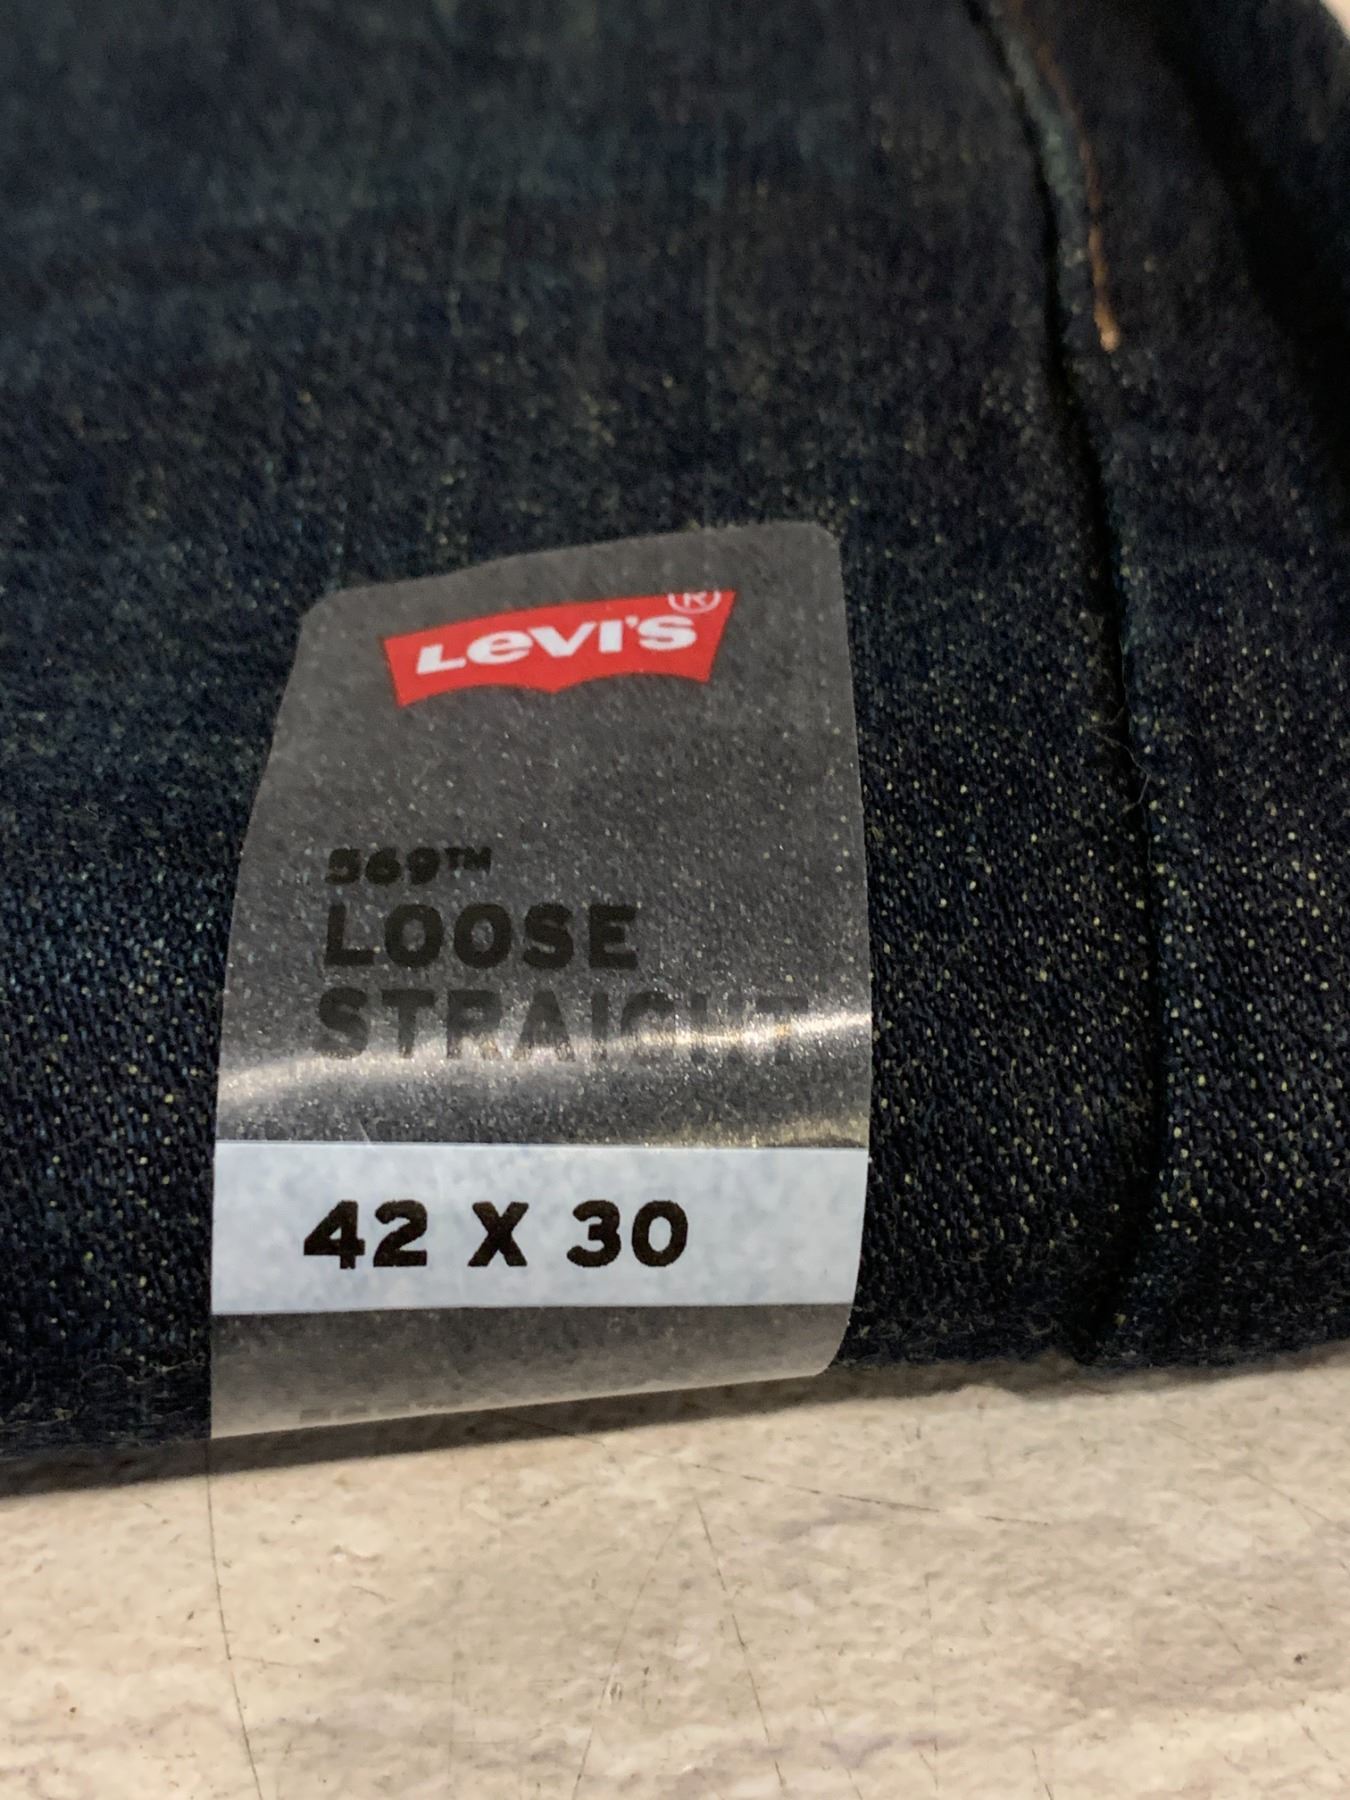 Levi's®
569™
LOOSE
STRAIGHT
42 X 30